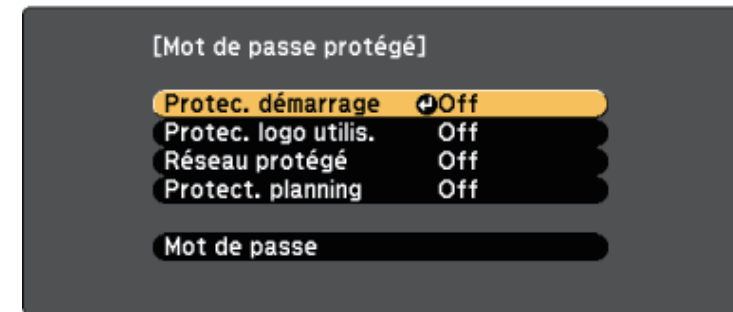 [Mot de passe protégé]
Protec. démarrage Off
Protec. logo utilis. Off
Réseau protégé Off
Protect. planning Off
Mot de passe